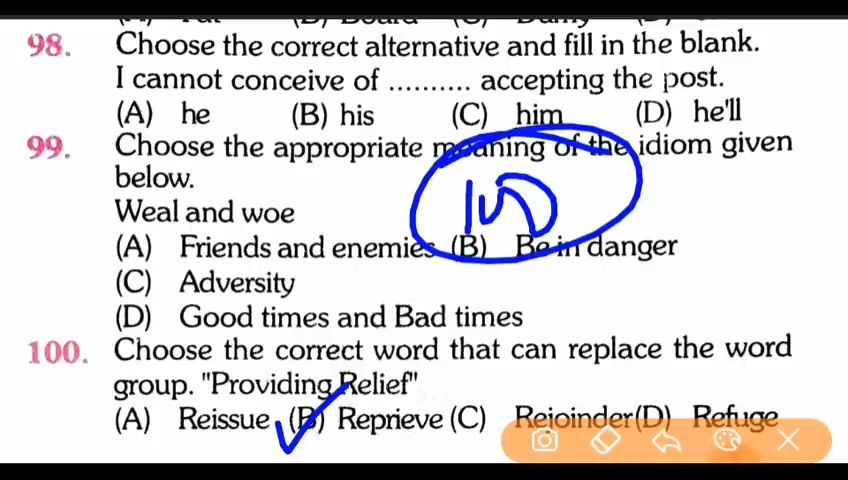 98. Choose the correct alternative and fill in the blank.
I cannot conceive of .......... accepting the post.
(A) he (B) his (C) him (D) he'll
99. Choose the appropriate meaning of the idiom given
below.
Weal and woe
(A) Friends and enemies (B) Be in danger
(C) Adversity
(D) Good times and Bad times
100. Choose the correct word that can replace the word
group. "Providing Relief"
(A) Reissue (B) Reprieve (C) Rejoinder (D) Refuge